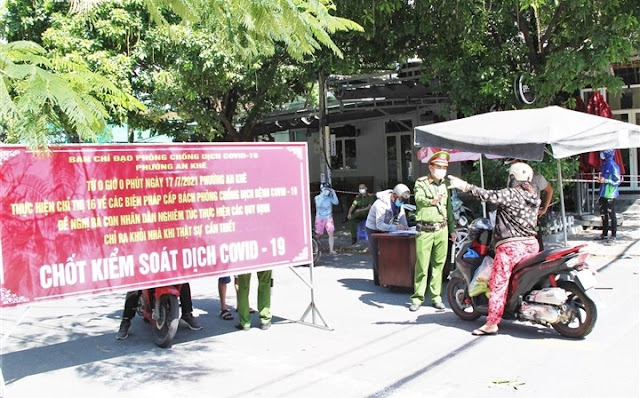 BAN CHỈ ĐẠO PHÒNG CHỐNG DỊCH COVID-19
PHƯỜNG AN KHÊ
TỪ 0 GIỜ 0 PHÚT NGÀY 17/7/2021 PHƯỜNG AN KHÊ
THỰC HIỆN CHỈ THỊ 16 VỀ CÁC BIỆN PHÁP CẤP BÁCH PHÒNG CHỐNG DỊCH BỆNH COVID - 19
ĐỀ NGHỊ BÀ CON NHÂN DÂN NGHIÊM TÚC THỰC HIỆN CÁC QUY ĐỊNH
CHỈ RA KHỎI NHÀ KHI THẬT SỰ CẦN THIẾT
CHỐT KIỂM SOÁT DỊCH COVID - 19